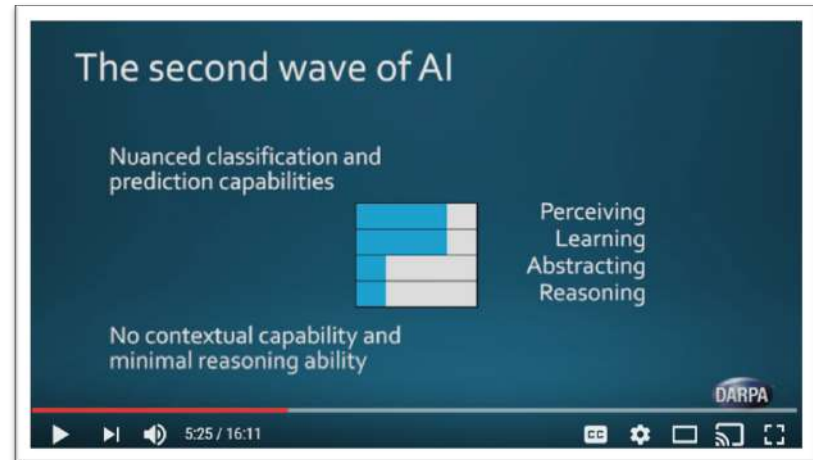 The second wave of AI
Nuanced classification and
prediction capabilities
Perceiving
Learning
Abstracting
Reasoning
No contextual capability and
minimal reasoning ability
DARPA
5:25 / 16:11
CC